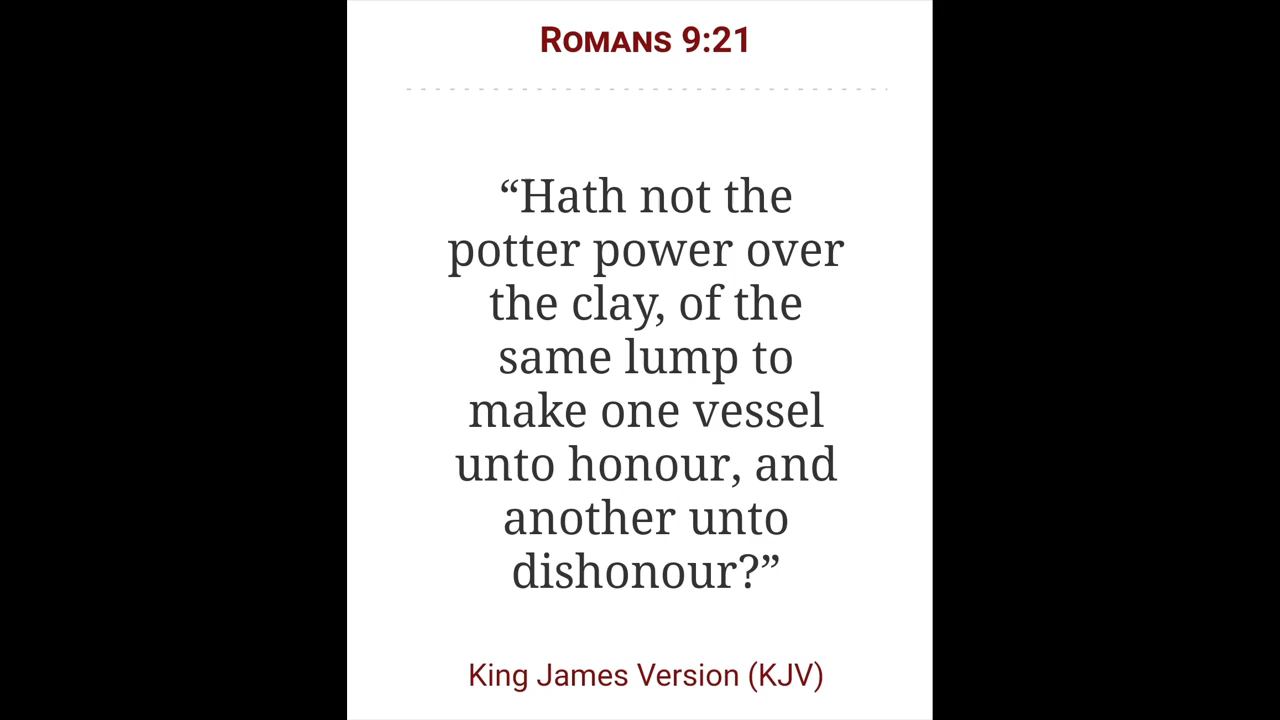 Romans 9:21
“Hath not the
potter power over
the clay, of the
same lump to
make one vessel
unto honour, and
another unto
dishonour?”
King James Version (KJV)